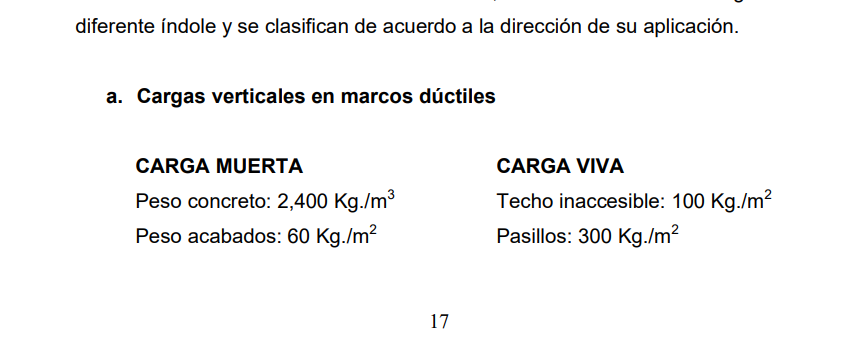 diferente índole y se clasifican de acuerdo a la dirección de su aplicación.
a. Cargas verticales en marcos dúctiles
CARGA MUERTA CARGA VIVA
Peso concreto: 2,400 Kg./m³ Techo inaccesible: 100 Kg./m²
Peso acabados: 60 Kg./m² Pasillos: 300 Kg./m²
17